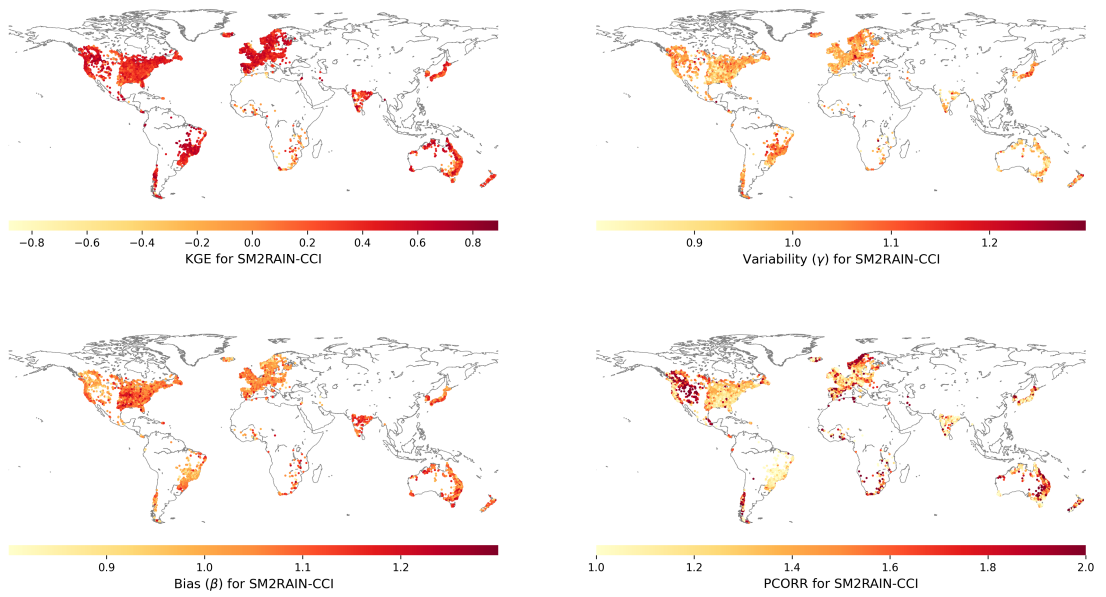 −0.8 −0.6 −0.4 −0.2 0.0 0.2 0.4 0.6 0.8
KGE for SM2RAIN-CCI
0.9 1.0 1.1 1.2
Variability (γ) for SM2RAIN-CCI
0.9 1.0 1.1 1.2
Bias (β) for SM2RAIN-CCI
1.0 1.2 1.4 1.6 1.8 2.0
PCORR for SM2RAIN-CCI